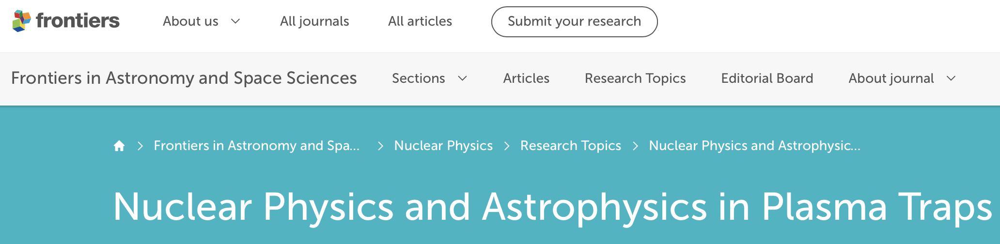 frontiers About us All journals All articles Submit your research
Frontiers in Astronomy and Space Sciences Sections Articles Research Topics Editorial Board About journal
Frontiers in Astronomy and Spa... Nuclear Physics Research Topics Nuclear Physics and Astrophysic...
Nuclear Physics and Astrophysics in Plasma Traps